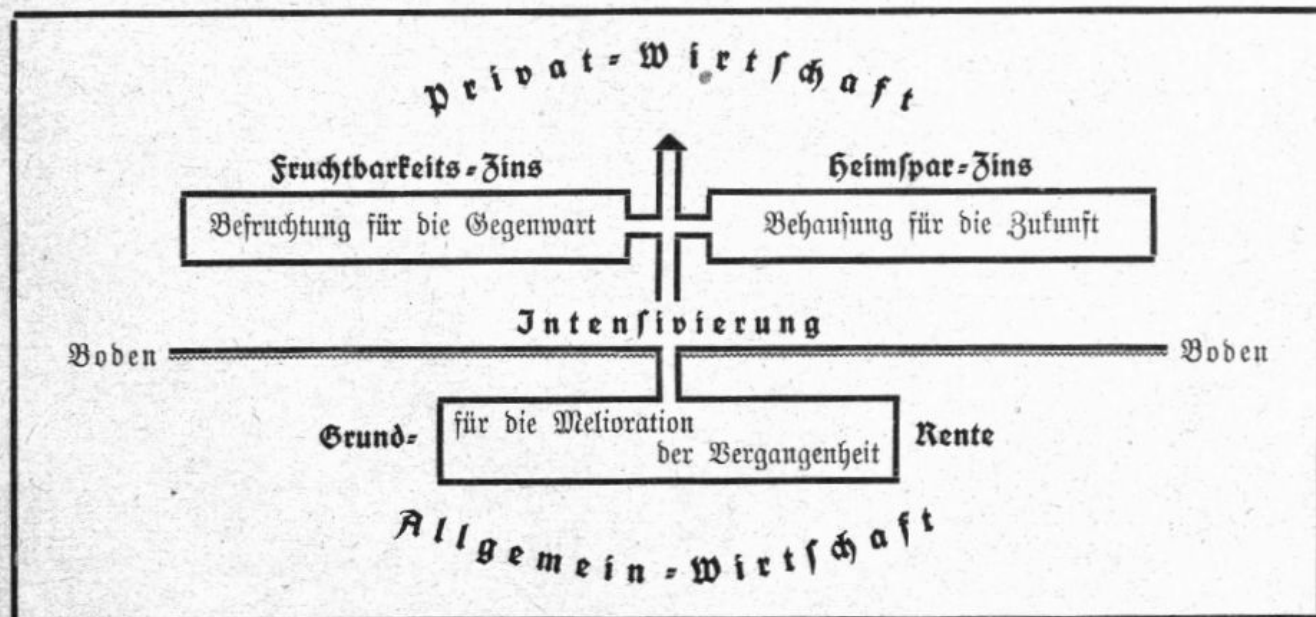 Privat-Wirtschaft
Fruchtbarkeits-Zins
Heimspar-Zins
Befruchtung für die Gegenwart
Behausung für die Zukunft
Intensivierung
Boden
Boden
Grund-
für die Melioration
der Vergangenheit
Rente
Allgemein-Wirtschaft